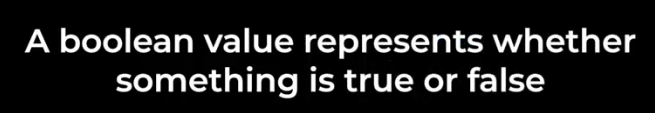 A boolean value represents whether
something is true or false